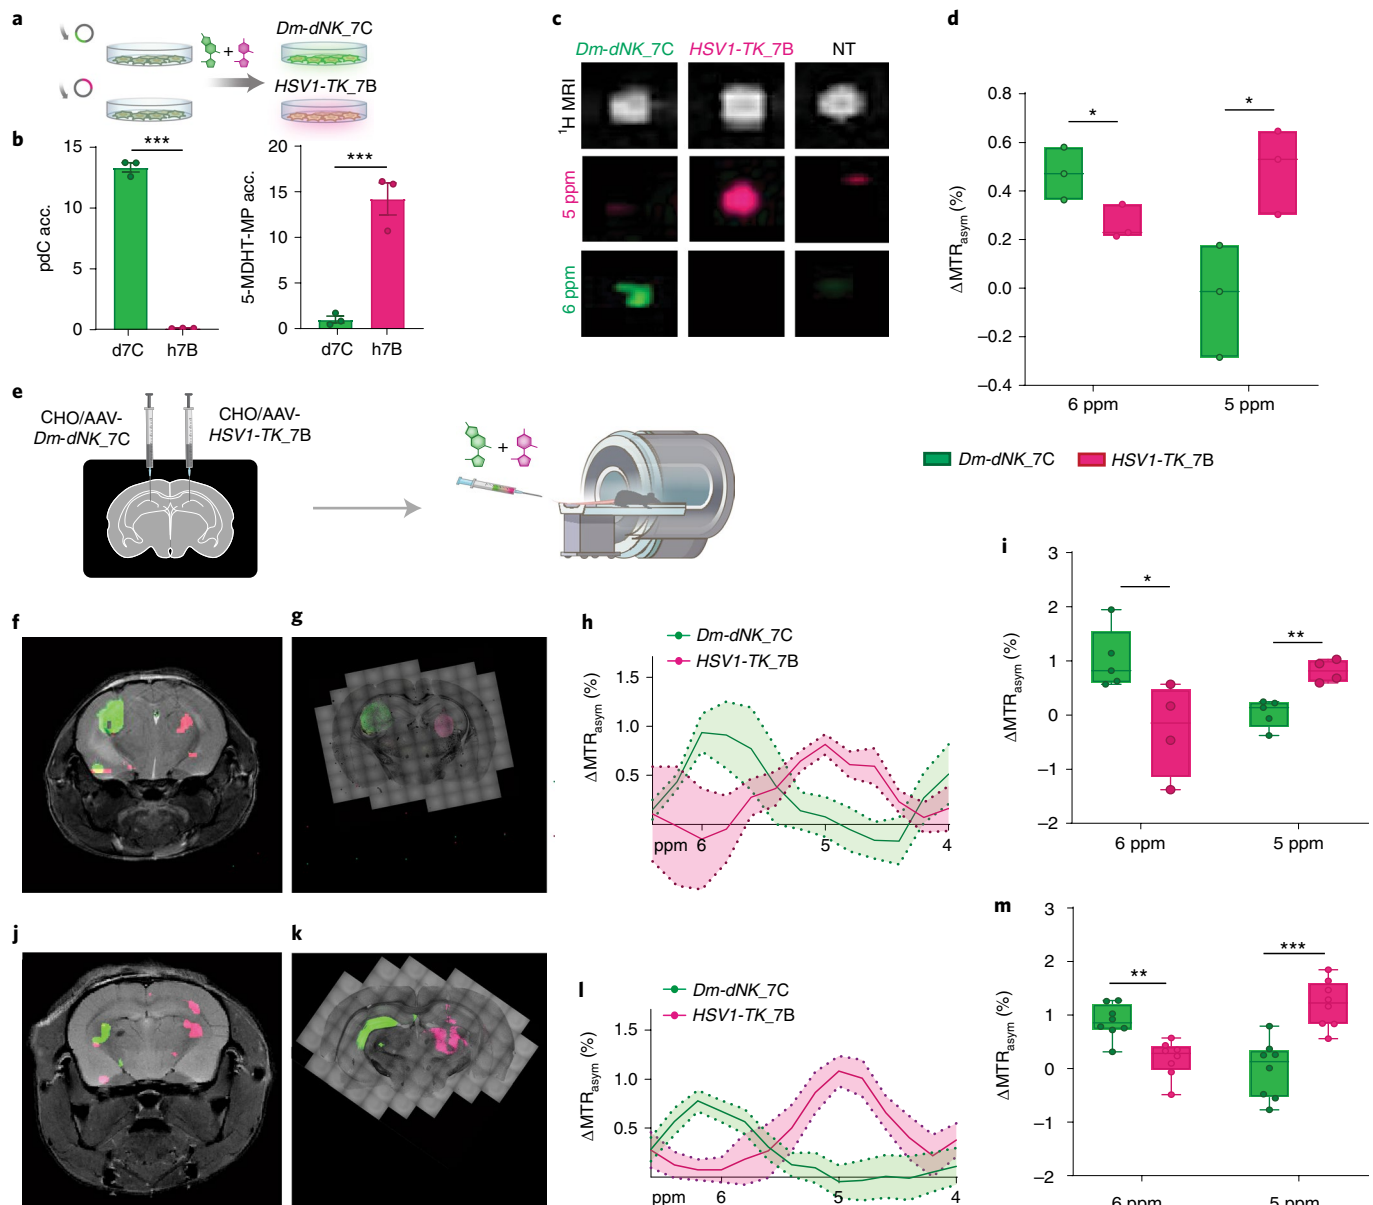 a
Dm-dNK_7C
+
HSV1-TK_7B
b
***
15
10
5
0
pdC acc.
d7C h7B
***
20
15
10
5
0
5-MDHT-MP acc.
d7C h7B
c
Dm-dNK_7C HSV1-TK_7B NT
¹H MRI
5 ppm
6 ppm
d
0.8
0.6
0.4
0.2
0.0
–0.2
–0.4
ΔMTRasym (%)
* *
6 ppm 5 ppm
Dm-dNK_7C HSV1-TK_7B
e
CHO/AAV-
Dm-dNK_7C
CHO/AAV-
HSV1-TK_7B
+
f
g
h
Dm-dNK_7C
HSV1-TK_7B
1.5
1.0
0.5
ΔMTRasym (%)
ppm 6 5 4
i
3
2
1
0
–1
–2
ΔMTRasym (%)
* **
6 ppm 5 ppm
j
k
l
Dm-dNK_7C
HSV1-TK_7B
1.5
1.0
0.5
ΔMTRasym (%)
ppm 6 5 4
m
3
2
1
0
–1
–2
ΔMTRasym (%)
** ***
6 ppm 5 ppm